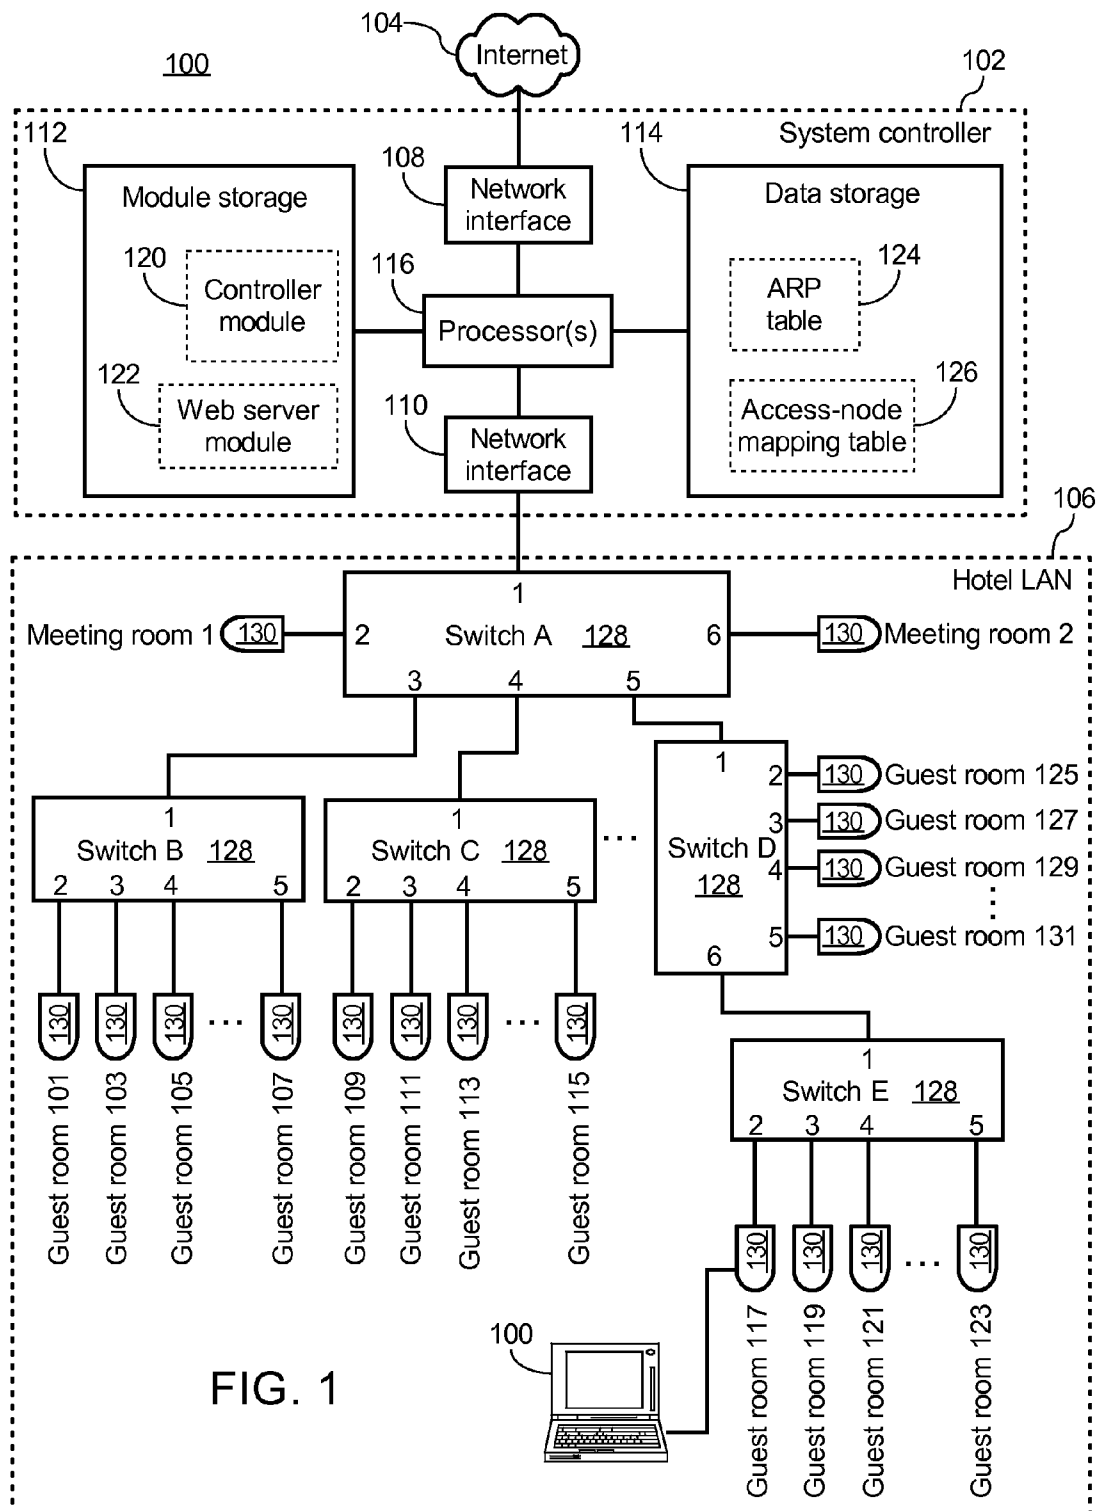 104
Internet
100
102
System controller
112
Module storage
108
Network
interface
114
Data storage
120
Controller
module
116
Processor(s)
ARP
table
124
122
Web server
module
110
Network
interface
Access-node
mapping table
126
106
Hotel LAN
1
Meeting room 1
130
2
Switch A 128
6
130
Meeting room 2
3
4
5
1
2
130
Guest room 125
3
130
Guest room 127
Switch D
128
4
130
Guest room 129
5
130
Guest room 131
6
1
Switch B 128
2
3
4
5
1
Switch C 128
2
3
4
5
...
130
130
130
...
130
130
130
130
...
130
Guest room 101
Guest room 103
Guest room 105
Guest room 107
Guest room 109
Guest room 111
Guest room 113
Guest room 115
1
Switch E 128
2
3
4
5
130
130
130
...
130
Guest room 117
Guest room 119
Guest room 121
Guest room 123
100
FIG. 1